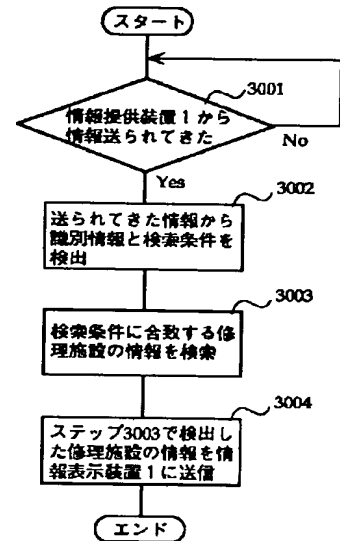 スタート
3001
情報提供装置1から
情報送られてきた
No
Yes
3002
送られてきた情報から
識別情報と検索条件を
検出
3003
検索条件に合致する修
理施設の情報を検索
3004
ステップ3003で検出し
た修理施設の情報を情
報表示装置1に送信
エンド